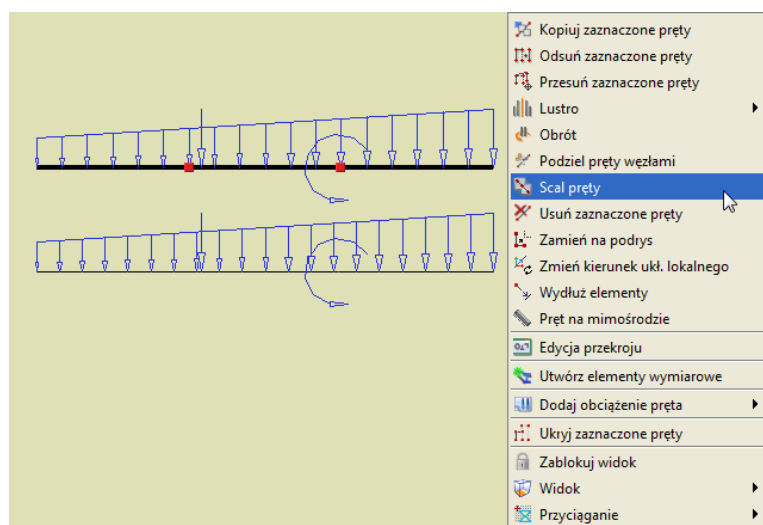 Kopiuj zaznaczone pręty
Odsuń zaznaczone pręty
Przesuń zaznaczone pręty
Lustro
Obrót
Podziel pręty węzłami
Scal pręty
Usuń zaznaczone pręty
Zamień na podrys
Zmień kierunek ukł. lokalnego
Wydłuż elementy
Pręt na mimośrodzie
Edycja przekroju
Utwórz elementy wymiarowe
Dodaj obciążenie pręta
Ukryj zaznaczone pręty
Zablokuj widok
Widok
Przyciąganie